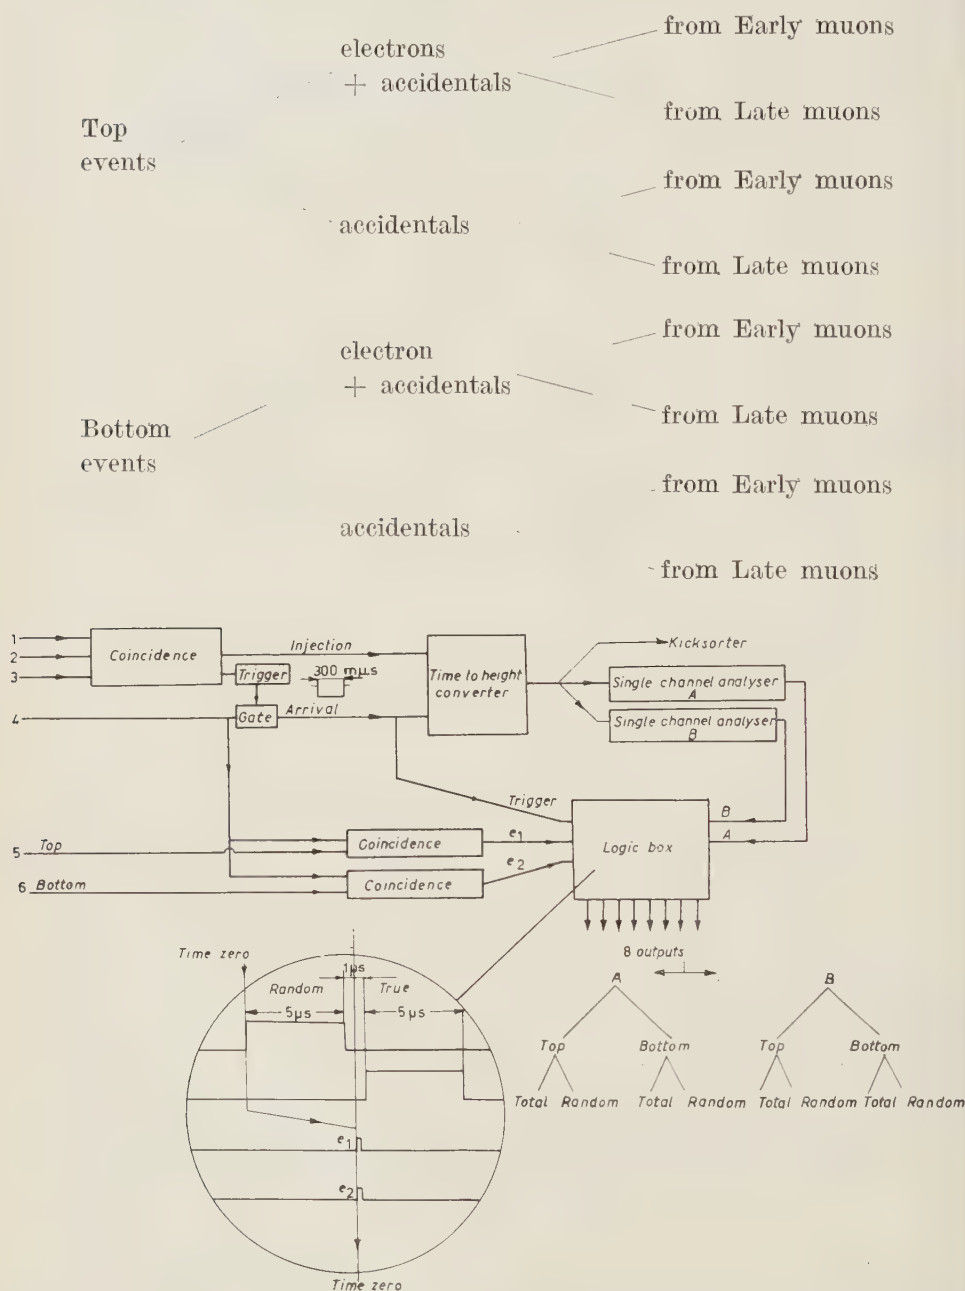 from Early muons
electrons
+ accidentals
from Late muons
Top
events
from Early muons
accidentals
from Late muons
from Early muons
electron
+ accidentals
from Late muons
Bottom
events
from Early muons
accidentals
from Late muons
1
2
3
Coincidence
Injection
Trigger
300 mµs
Time to height
converter
Kicksorter
Single channel analyser
A
Single channel analyser
B
4
Gate
Arrival
Trigger
B
A
Logic box
5 Top
Coincidence
e1
6 Bottom
Coincidence
e2
8 outputs
Time zero
1µs
Random
True
5µs
5µs
e1
e2
Time zero
A
B
Top
Bottom
Top
Bottom
Total Random
Total Random
Total Random
Total Random